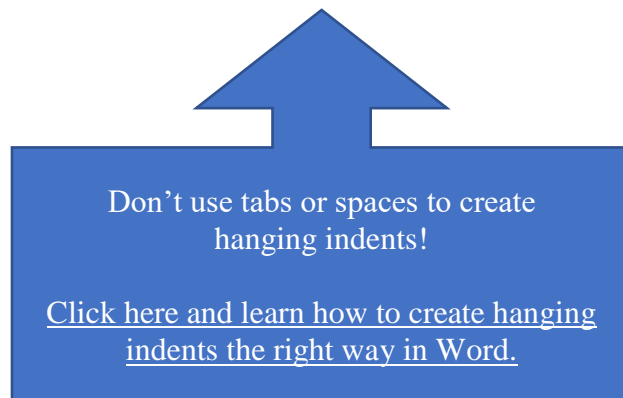 Don’t use tabs or spaces to create
hanging indents!
Click here and learn how to create hanging
indents the right way in Word.